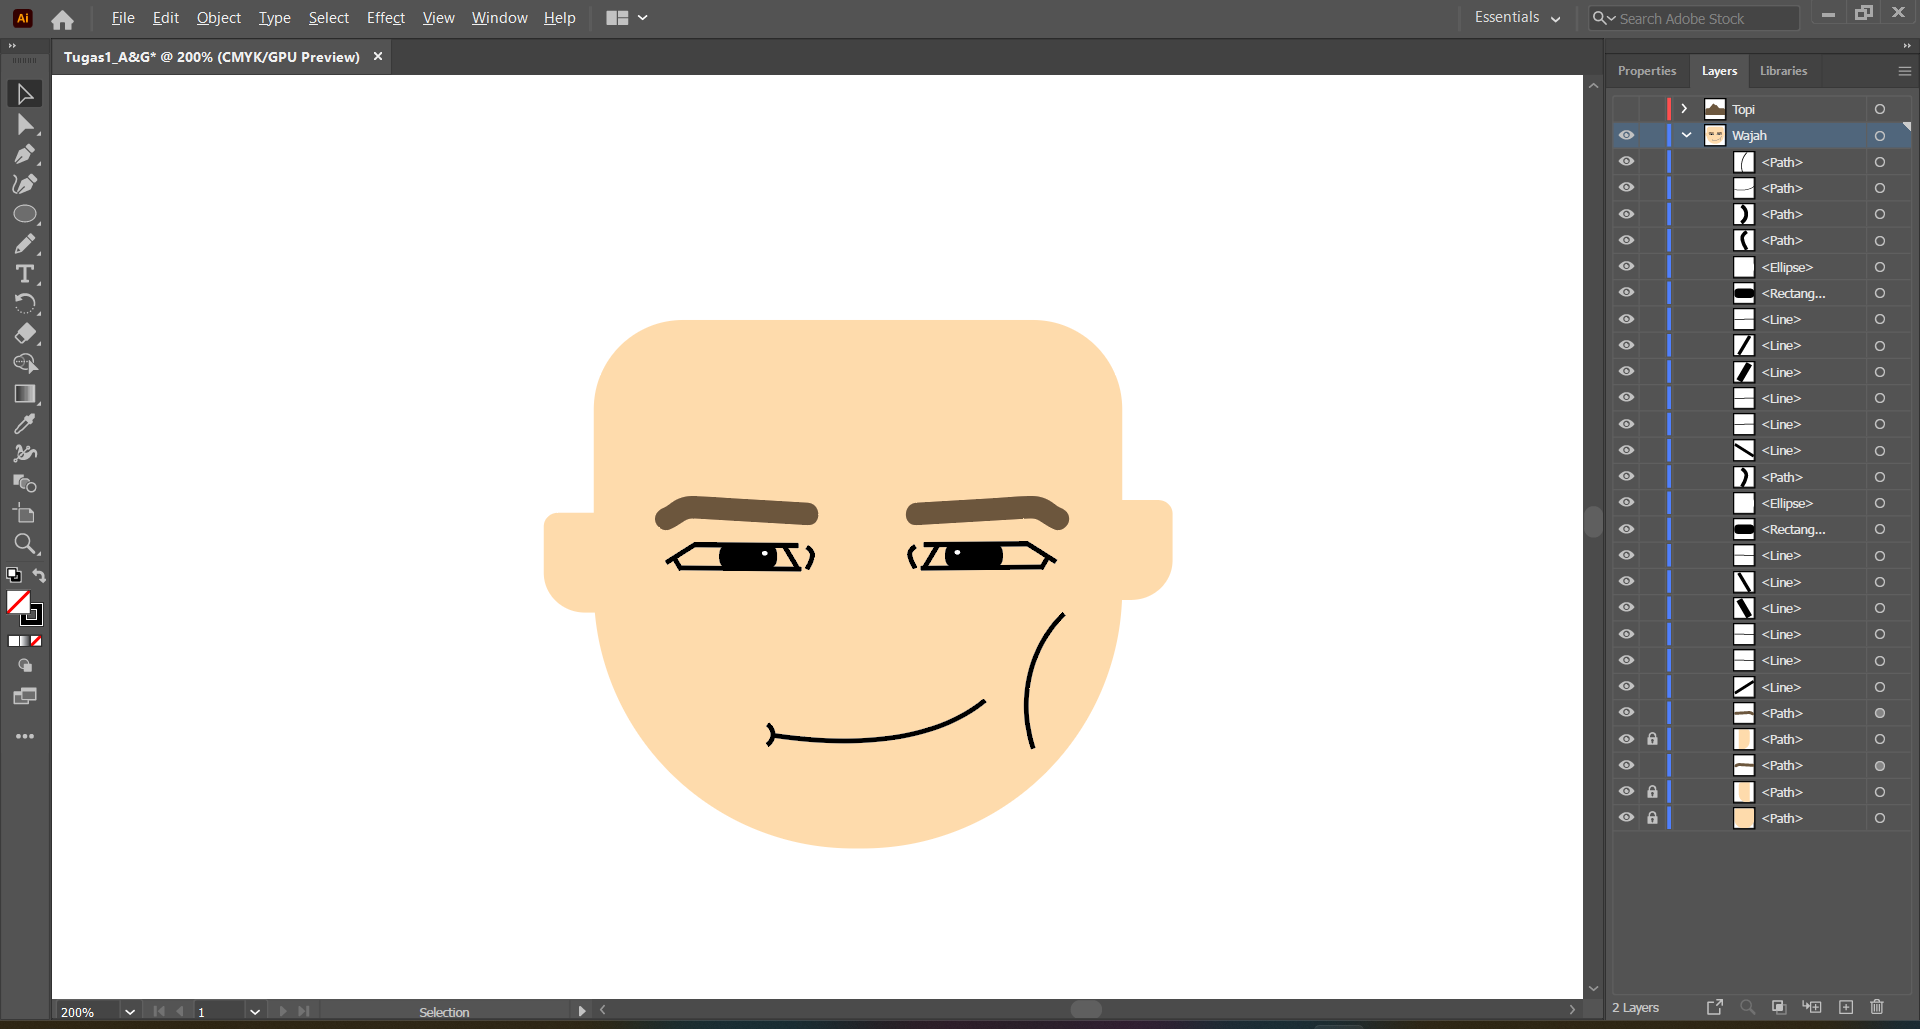 Ai File Edit Object Type Select Effect View Window Help Essentials Search Adobe Stock
Tugas1_A&G* @ 200% (CMYK/GPU Preview)
Properties Layers Libraries
Topi
Wajah
<Path>
<Path>
<Path>
<Path>
<Ellipse>
<Rectang...
<Line>
<Line>
<Line>
<Line>
<Line>
<Line>
<Path>
<Ellipse>
<Rectang...
<Line>
<Line>
<Line>
<Line>
<Line>
<Line>
<Path>
<Path>
<Path>
<Path>
<Path>
200% 1 Selection 2 Layers